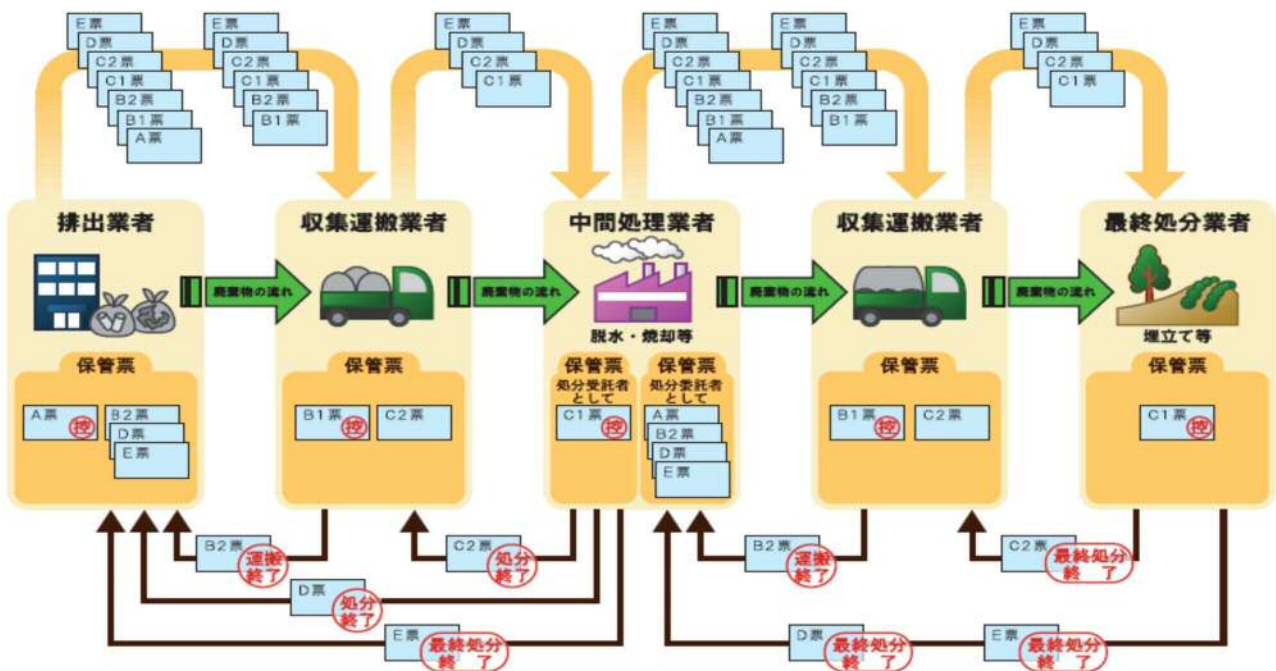 E票
D票
C2票
C1票
B2票
B1票
A票
E票
D票
C2票
C1票
B2票
B1票
E票
D票
C2票
C1票
E票
D票
C2票
C1票
B2票
B1票
A票
E票
D票
C2票
C1票
B2票
B1票
E票
D票
C2票
C1票
排出業者
収集運搬業者
中間処理業者
収集運搬業者
最終処分業者
廃棄物の流れ
廃棄物の流れ
廃棄物の流れ
廃棄物の流れ
脱水・焼却等
埋立て等
保管票
A票
控
B2票
D票
E票
保管票
B1票
控
C2票
保管票
処分受託者
として
C1票
控
保管票
処分委託者
として
A票
B2票
D票
E票
保管票
B1票
控
C2票
保管票
C1票
控
B2票
運搬
終了
C2票
処分
終了
B2票
運搬
終了
C2票
最終処分
終了
D票
処分
終了
E票
最終処分
終了
D票
最終処分
終了
E票
最終処分
終了